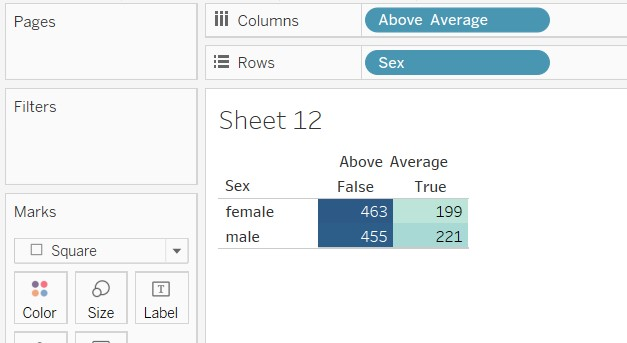 Pages
Columns Above Average
Rows Sex
Filters
Sheet 12
Above Average
Sex False True
female 463 199
male 455 221
Marks
Square
Color Size Label
T